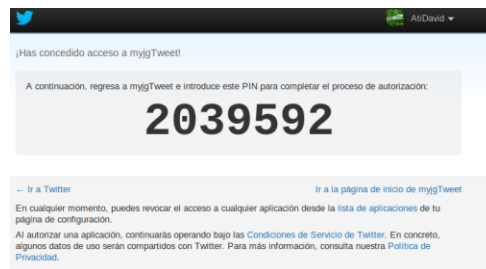 AtiDavid
¡Has concedido acceso a myjgTweet!
A continuación, regresa a myjgTweet e introduce este PIN para completar el proceso de autorización:
2039592
← Ir a Twitter
Ir a la página de inicio de myjgTweet
En cualquier momento, puedes revocar el acceso a cualquier aplicación desde la lista de aplicaciones de tu
página de configuración.
Al autorizar una aplicación, continuarás operando bajo las Condiciones de Servicio de Twitter. En concreto,
algunos datos de uso serán compartidos con Twitter. Para más información, consulta nuestra Política de
Privacidad.